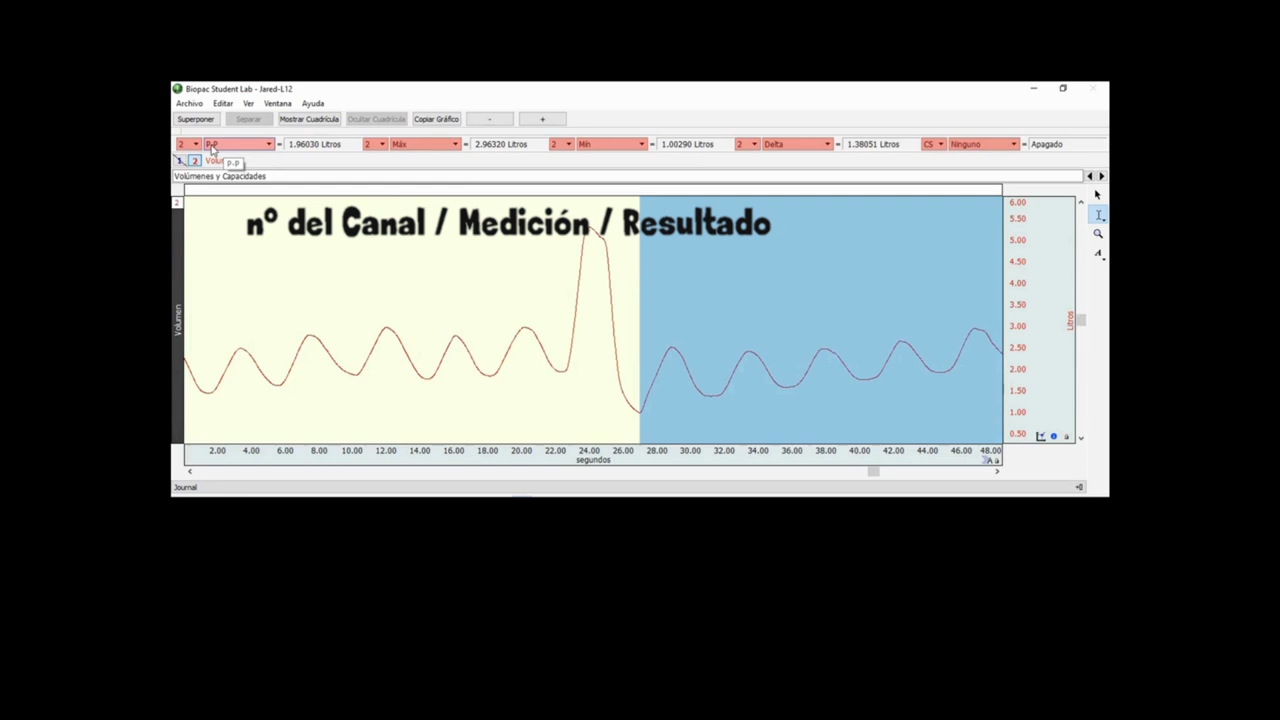 Biopac Student Lab - Jared-L12
Archivo Editar Ver Ventana Ayuda
Superponer Separar Mostrar Cuadrícula Ocultar Cuadrícula Copiar Gráfico - +
2 P-P = 1.96030 Litros 2 Máx = 2.96320 Litros 2 Mín = 1.00290 Litros 2 Delta = 1.38051 Litros CS Ninguno = Apagado
1 2
P-P
Volúmenes y Capacidades
2
nº del Canal / Medición / Resultado
6.00
5.50
5.00
4.50
4.00
3.50
3.00
2.50
2.00
1.50
1.00
0.50
Volumen
Litros
2.00 4.00 6.00 8.00 10.00 12.00 14.00 16.00 18.00 20.00 22.00 24.00 26.00 28.00 30.00 32.00 34.00 36.00 38.00 40.00 42.00 44.00 46.00 48.00
segundos
Journal